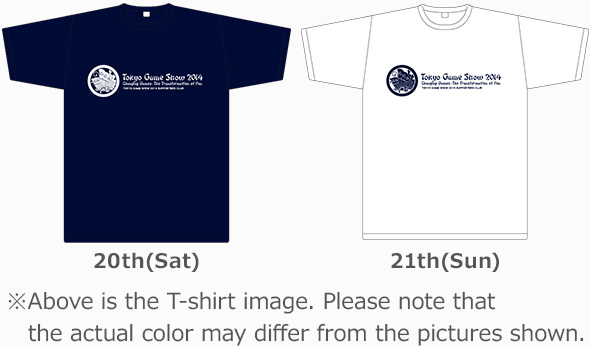 Tokyo Game Show 2014
Changing Games: The Transformation of Fun
TOKYO GAME SHOW 2014 SUPPORTERS CLUB
Tokyo Game Show 2014
Changing Games: The Transformation of Fun
TOKYO GAME SHOW 2014 SUPPORTERS CLUB
20th(Sat)
21th(Sun)
※Above is the T-shirt image. Please note that
the actual color may differ from the pictures shown.